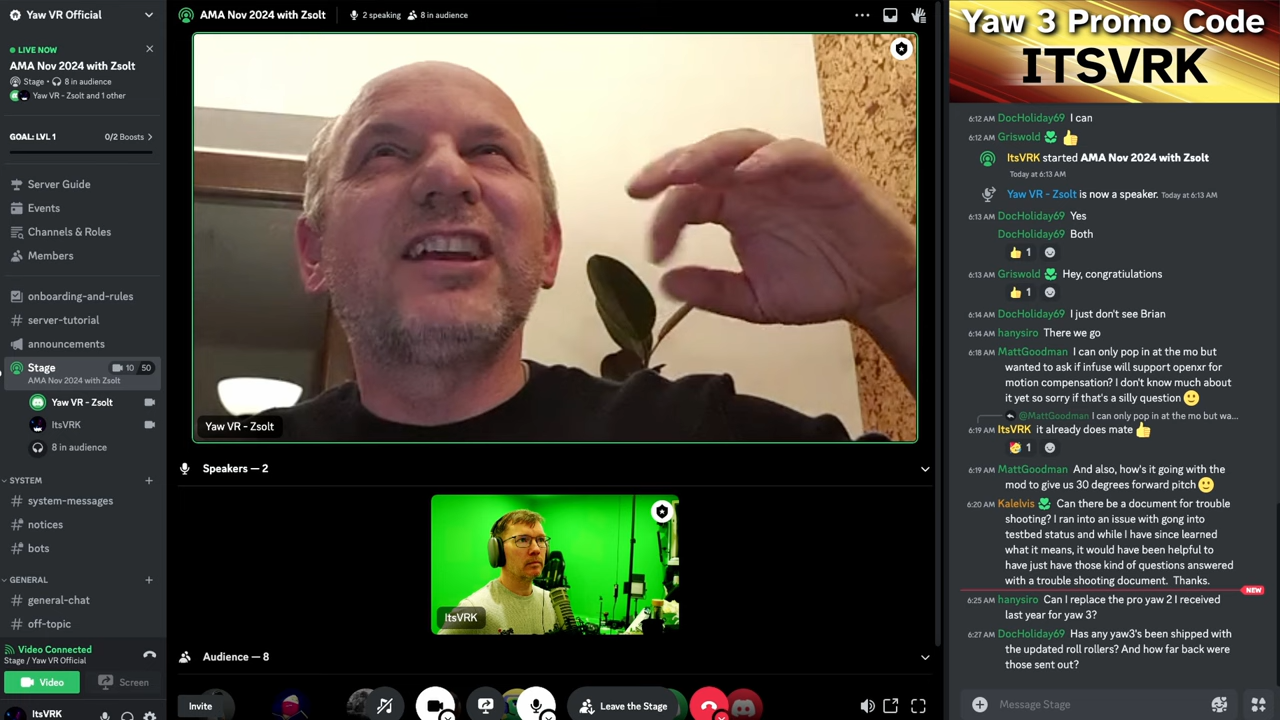 Yaw VR Official
LIVE NOW
AMA Nov 2024 with Zsolt
Stage • 8 in audience
Yaw VR - Zsolt and 1 other
GOAL: LVL 1 0/2 Boosts
Server Guide
Events
Channels & Roles
Members
onboarding-and-rules
server-tutorial
announcements
Stage 10 50
AMA Nov 2024 with Zsolt
Yaw VR - Zsolt
ItsVRK
8 in audience
SYSTEM
system-messages
notices
bots
GENERAL
general-chat
off-topic
Video Connected
Stage / Yaw VR Official
Video Screen
ItsVRK
AMA Nov 2024 with Zsolt 2 speaking 8 in audience
Yaw VR - Zsolt
Speakers — 2
ItsVRK
Audience — 8
Invite
Leave the Stage
Yaw 3 Promo Code
ITSVRK
6:12 AM DocHoliday69 I can
6:12 AM Griswold 👍
ItsVRK started AMA Nov 2024 with Zsolt
Today at 6:13 AM
Yaw VR - Zsolt is now a speaker. Today at 6:13 AM
6:13 AM DocHoliday69 Yes
DocHoliday69 Both
👍 1
6:13 AM Griswold Hey, congratiulations
👍 1
6:14 AM DocHoliday69 I just don't see Brian
6:14 AM hanysiro There we go
6:18 AM MattGoodman I can only pop in at the mo but
wanted to ask if infuse will support openxr for
motion compensation? I don't know much about
it yet so sorry if that's a silly question 🙂
@MattGoodman I can only pop in at the mo but wa...
6:19 AM ItsVRK it already does mate 👍
🥳 1
6:19 AM MattGoodman And also, how's it going with the
mod to give us 30 degrees forward pitch 🙂
6:20 AM Kalelvis Can there be a document for trouble
shooting? I ran into an issue with gong into
testbed status and while I have since learned
what it means, it would have been helpful to
have just have those kind of questions answered
with a trouble shooting document. Thanks.
NEW
6:25 AM hanysiro Can I replace the pro yaw 2 I received
last year for yaw 3?
6:27 AM DocHoliday69 Has any yaw3's been shipped with
the updated roll rollers? And how far back were
those sent out?
Message Stage